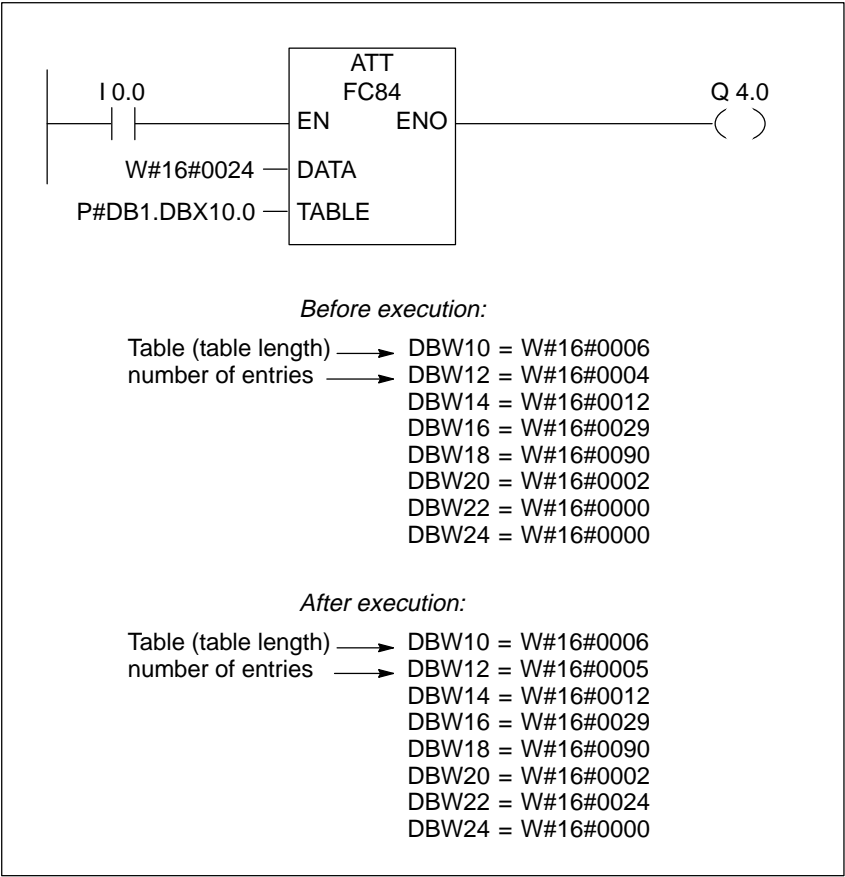 ATT
FC84
I 0.0
Q 4.0
EN ENO
W#16#0024 DATA
P#DB1.DBX10.0 TABLE
Before execution:
Table (table length) DBW10 = W#16#0006
number of entries DBW12 = W#16#0004
DBW14 = W#16#0012
DBW16 = W#16#0029
DBW18 = W#16#0090
DBW20 = W#16#0002
DBW22 = W#16#0000
DBW24 = W#16#0000
After execution:
Table (table length) DBW10 = W#16#0006
number of entries DBW12 = W#16#0005
DBW14 = W#16#0012
DBW16 = W#16#0029
DBW18 = W#16#0090
DBW20 = W#16#0002
DBW22 = W#16#0024
DBW24 = W#16#0000